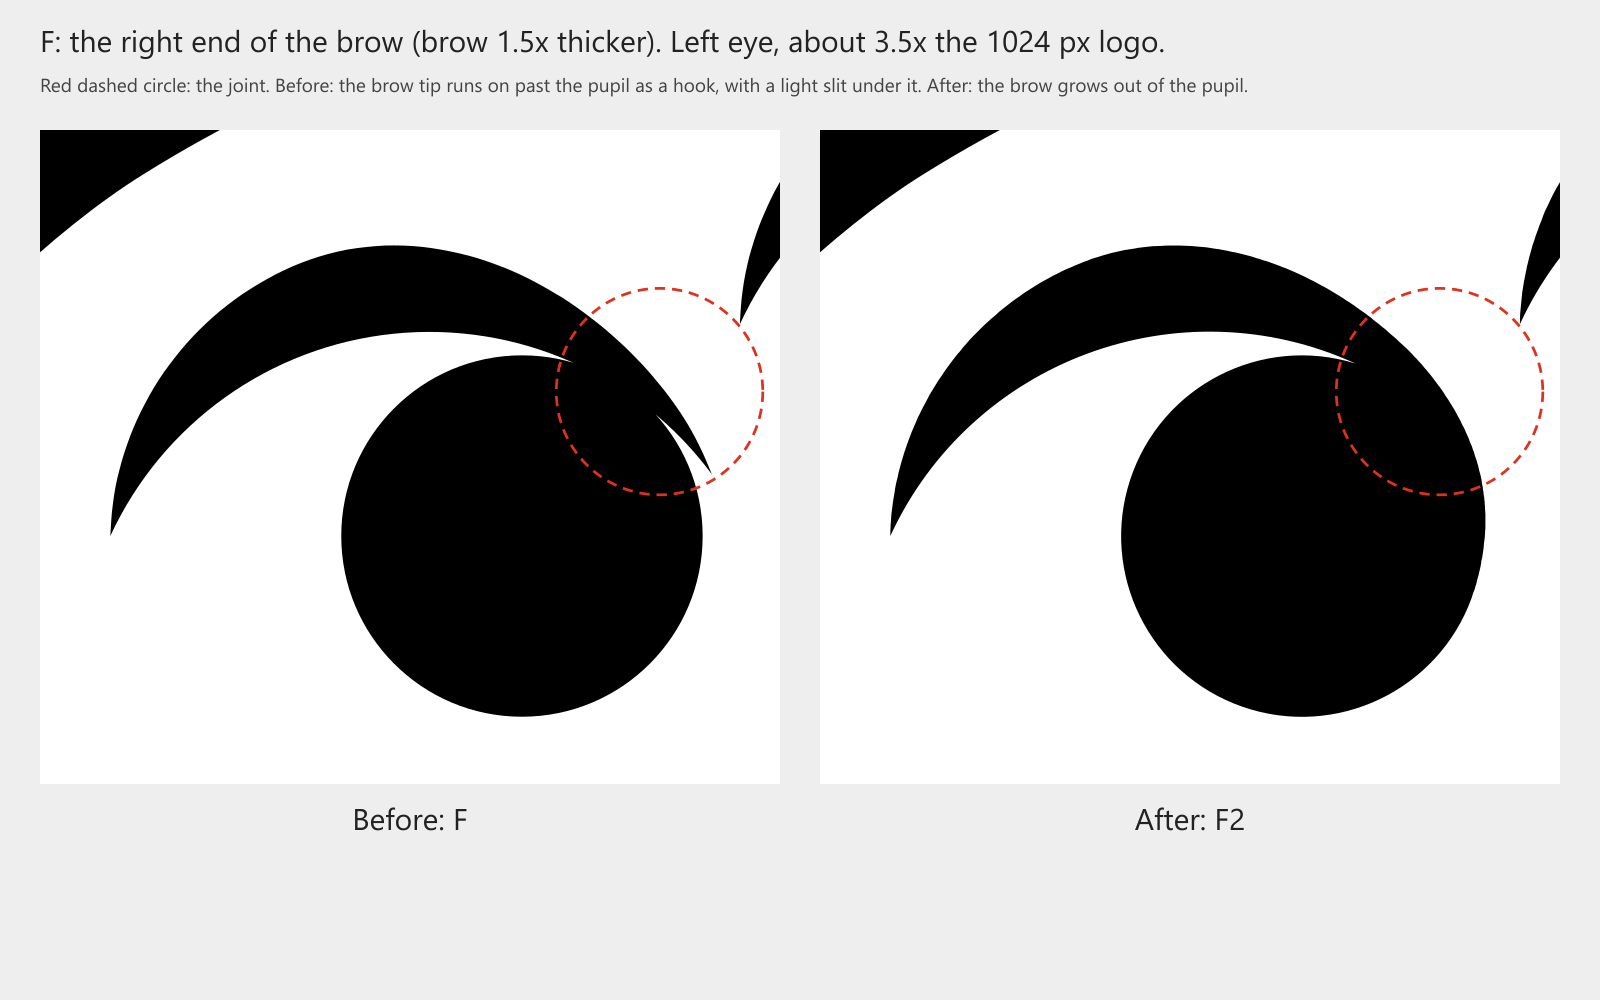 F: the right end of the brow (brow 1.5x thicker). Left eye, about 3.5x the 1024 px logo.
Red dashed circle: the joint. Before: the brow tip runs on past the pupil as a hook, with a light slit under it. After: the brow grows out of the pupil.
Before: F
After: F2